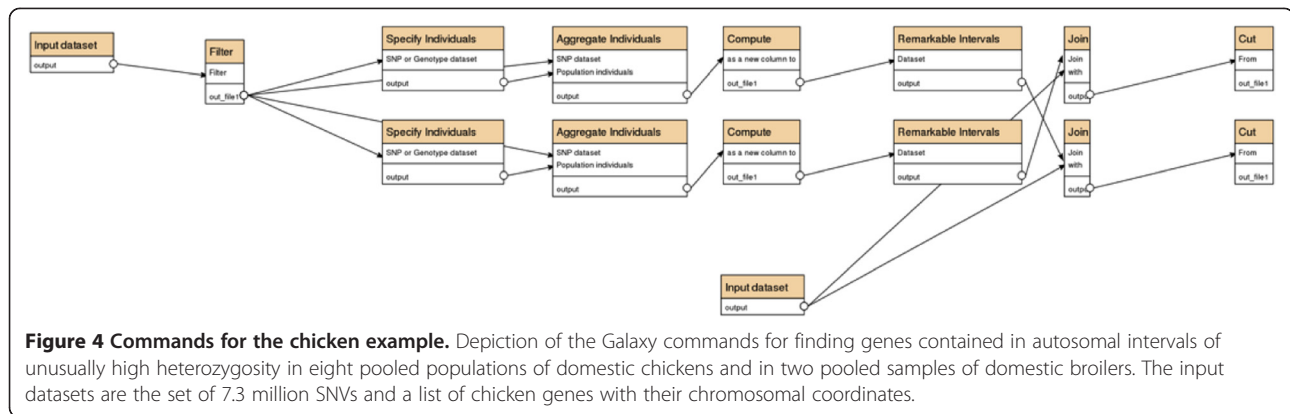 Input dataset
output
Filter
Filter
out_file1
Specify Individuals
SNP or Genotype dataset
output
Aggregate Individuals
SNP dataset
Population individuals
output
Compute
as a new column to
out_file1
Remarkable Intervals
Dataset
output
Join
Join
with
output
Cut
From
out_file1
Specify Individuals
SNP or Genotype dataset
output
Aggregate Individuals
SNP dataset
Population individuals
output
Compute
as a new column to
out_file1
Remarkable Intervals
Dataset
output
Join
Join
with
output
Cut
From
out_file1
Input dataset
output
Figure 4 Commands for the chicken example. Depiction of the Galaxy commands for finding genes contained in autosomal intervals of
unusually high heterozygosity in eight pooled populations of domestic chickens and in two pooled samples of domestic broilers. The input
datasets are the set of 7.3 million SNVs and a list of chicken genes with their chromosomal coordinates.